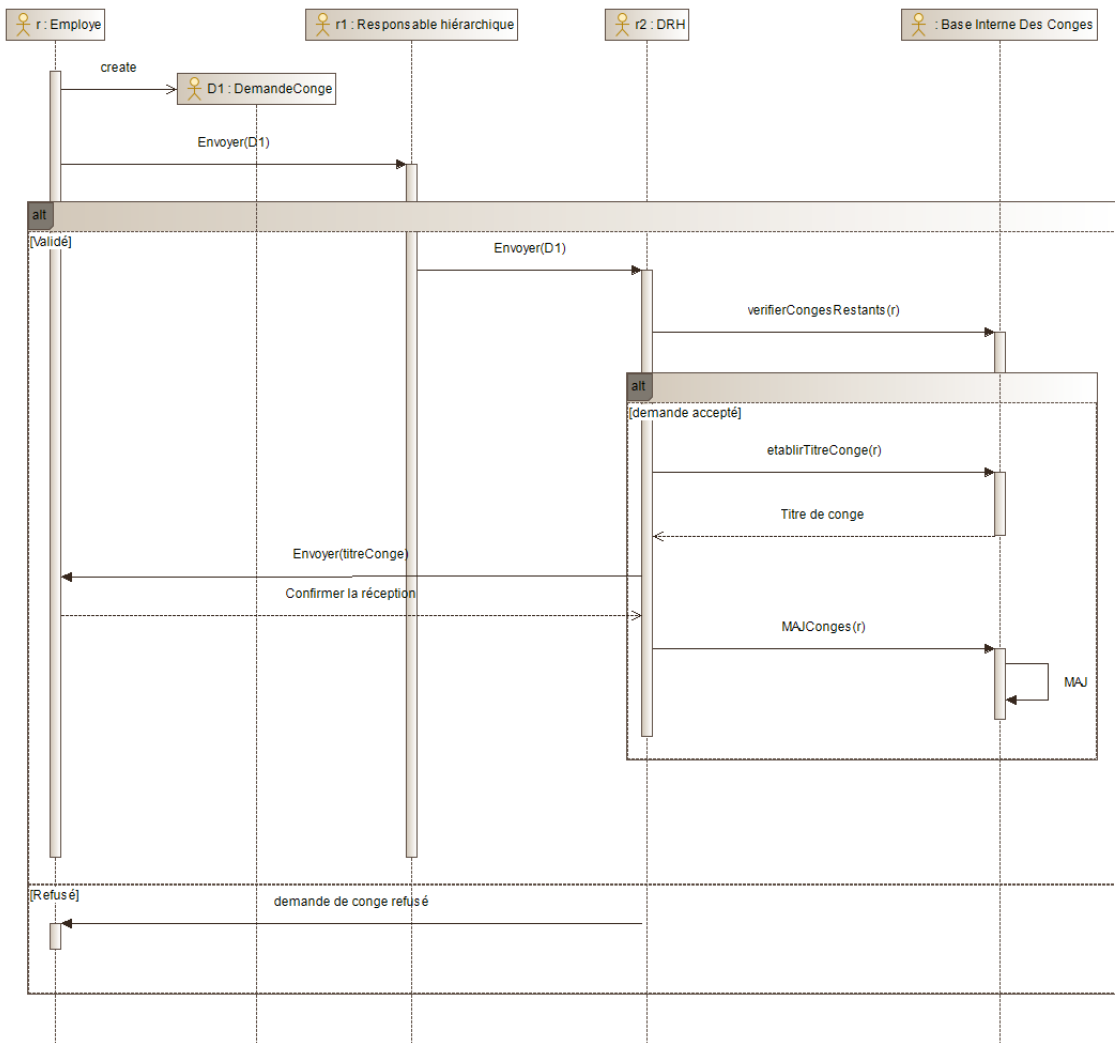 r : Employe
r1 : Responsable hiérarchique
r2 : DRH
: Base Interne Des Conges
create
D1 : DemandeConge
Envoyer(D1)
alt
[Validé]
Envoyer(D1)
verifierCongesRestants(r)
alt
[demande accepté]
etablirTitreConge(r)
Titre de conge
Envoyer(titreConge)
Confirmer la réception
MAJConges(r)
MAJ
[Refusé]
demande de conge refusé